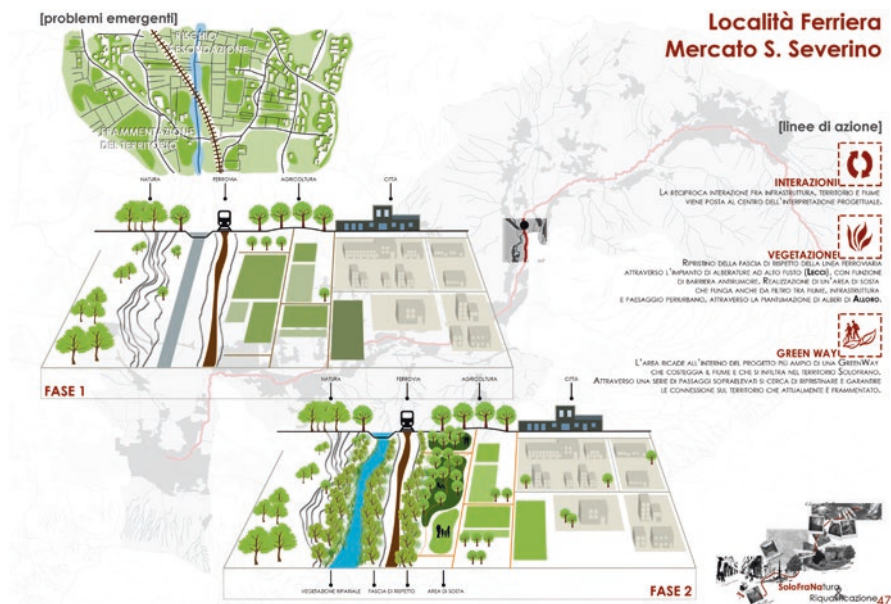 [problemi emergenti]
RISCHIO
ESONDAZIONE
FRAMMENTAZIONE
DEL TERRITORIO
Località Ferriera
Mercato S. Severino
[linee di azione]
INTERAZIONI
LA RECIPROCA INTERAZIONE FRA INFRASTRUTTURA, TERRITORIO E FIUME
VIENE POSTA AL CENTRO DELL'INTERPRETAZIONE PROGETTUALE.
VEGETAZIONE
RIPRISTINO DELLA FASCIA DI RISPETTO DELLA LINEA FERROVIARIA
ATTRAVERSO L'IMPIANTO DI ALBERATURE AD ALTO FUSTO (LECCI), CON FUNZIONE
DI BARRIERA ANTIRUMORE. REALIZZAZIONE DI UN'AREA DI SOSTA
CHE FUNGA ANCHE DA FILTRO TRA FIUME, INFRASTRUTTURA
E PAESAGGIO PERIURBANO, ATTRAVERSO LA PIANTUMAZIONE DI ALBERI DI ALLORO.
GREEN WAY
L'AREA RICADE ALL'INTERNO DEL PROGETTO PIÙ AMPIO DI UNA GREENWAY
CHE COSTEGGIA IL FIUME E CHE SI INFILTRA NEL TERRITORIO SOLOFRANO.
ATTRAVERSO UNA SERIE DI PASSAGGI SOPRAELEVATI SI CERCA DI RIPRISTINARE E GARANTIRE
LE CONNESSIONE SUL TERRITORIO CHE ATTUALMENTE È FRAMMENTATO.
NATURA FERROVIA AGRICOLTURA CITTÀ
FASE 1
NATURA FERROVIA AGRICOLTURA CITTÀ
VEGETAZIONE RIPARIALE FASCIA DI RISPETTO AREA DI SOSTA
FASE 2
SoloFraNatura
&
Riqualificazione
47